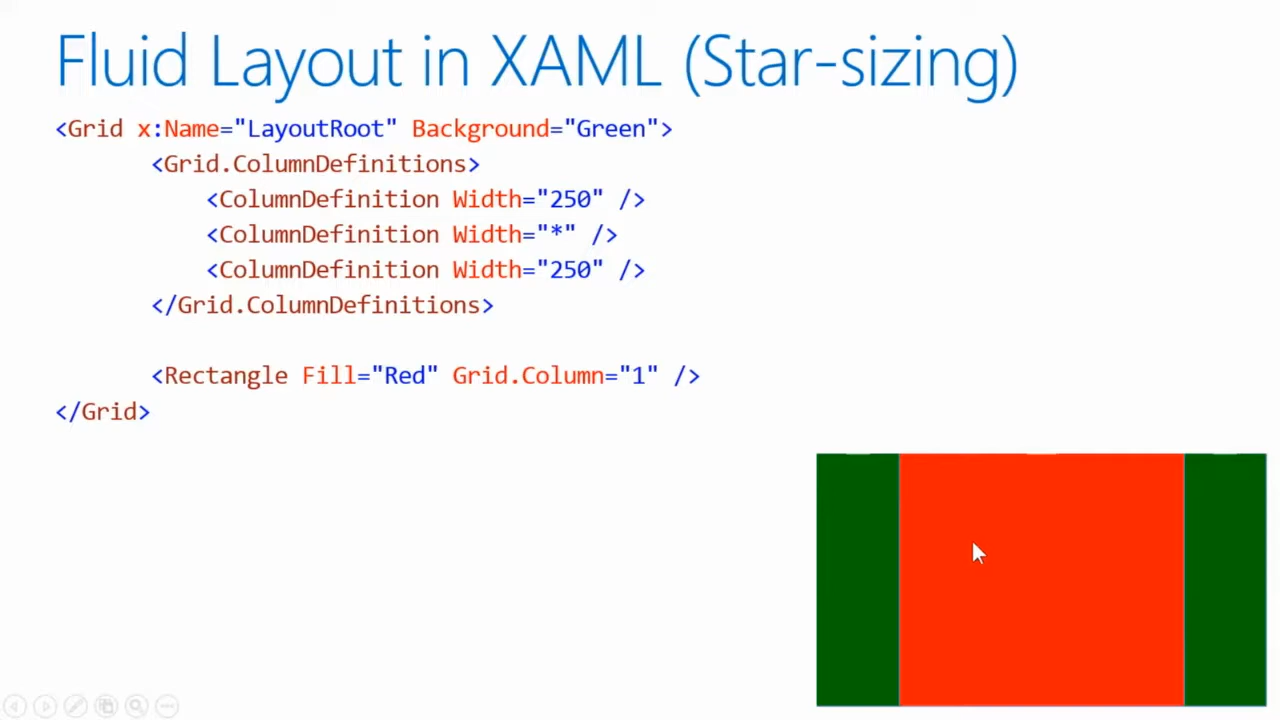 Fluid Layout in XAML (Star-sizing)
<Grid x:Name="LayoutRoot" Background="Green">
<Grid.ColumnDefinitions>
<ColumnDefinition Width="250" />
<ColumnDefinition Width="*" />
<ColumnDefinition Width="250" />
</Grid.ColumnDefinitions>
<Rectangle Fill="Red" Grid.Column="1" />
</Grid>